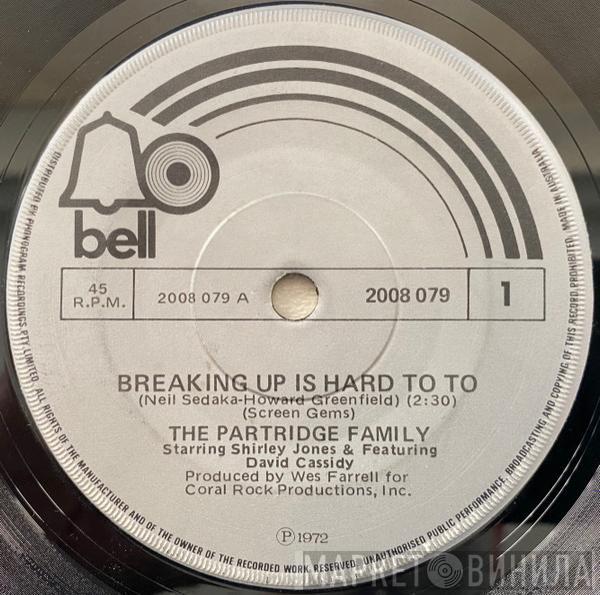 bell
45
R.P.M.
2008 079 A
2008 079
1
BREAKING UP IS HARD TO TO
(Neil Sedaka-Howard Greenfield) (2:30)
(Screen Gems)
THE PARTRIDGE FAMILY
Starring Shirley Jones & Featuring
David Cassidy
Produced by Wes Farrell for
Coral Rock Productions, Inc.
Ⓟ1972
DISTRIBUTED BY PHONOGRAM RECORDINGS PTY. LIMITED. ALL RIGHTS OF THE MANUFACTURER AND OF THE OWNER OF THE RECORDED WORK RESERVED. UNAUTHORISED PUBLIC PERFORMANCE, BROADCASTING AND COPYING OF THIS RECORD PROHIBITED. MADE IN AUSTRALIA
МАРКЕТ ВИНИЛА